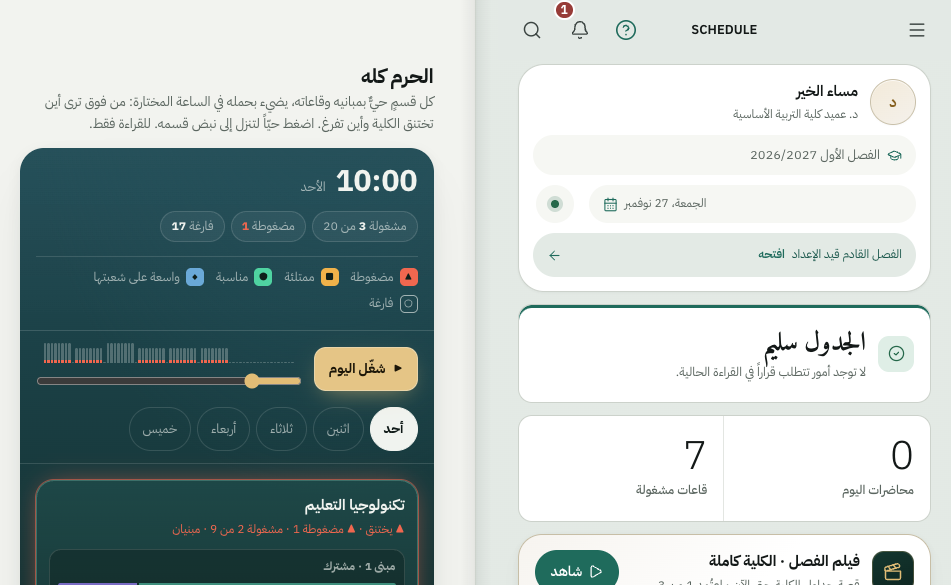 1
SCHEDULE
د
مساء الخير
د. عميد كلية التربية الأساسية
الفصل الأول 2026/2027
الجمعة، 27 نوفمبر
الفصل القادم قيد الإعداد افتحه
الجدول سليم
لا توجد أمور تتطلب قراراً في القراءة الحالية.
0
محاضرات اليوم
7
قاعات مشغولة
فيلم الفصل · الكلية كاملة
شاهد
الحرم كله
كل قسمٍ حيٌّ بمبانيه وقاعاته، يضيء بحمله في الساعة المختارة: من فوق ترى أين
تختنق الكلية وأين تفرغ. اضغط حيّاً لتنزل إلى نبض قسمه. للقراءة فقط.
10:00 الأحد
مشغولة 3 من 20
مضغوطة 1
فارغة 17
مضغوطة
ممتلئة
مناسبة
واسعة على شعبتها
فارغة
شغّل اليوم
أحد
اثنين
ثلاثاء
أربعاء
خميس
تكنولوجيا التعليم
يختنق · مضغوطة 1 · مشغولة 2 من 9 · مبنيان
مبنى 1 · مشترك